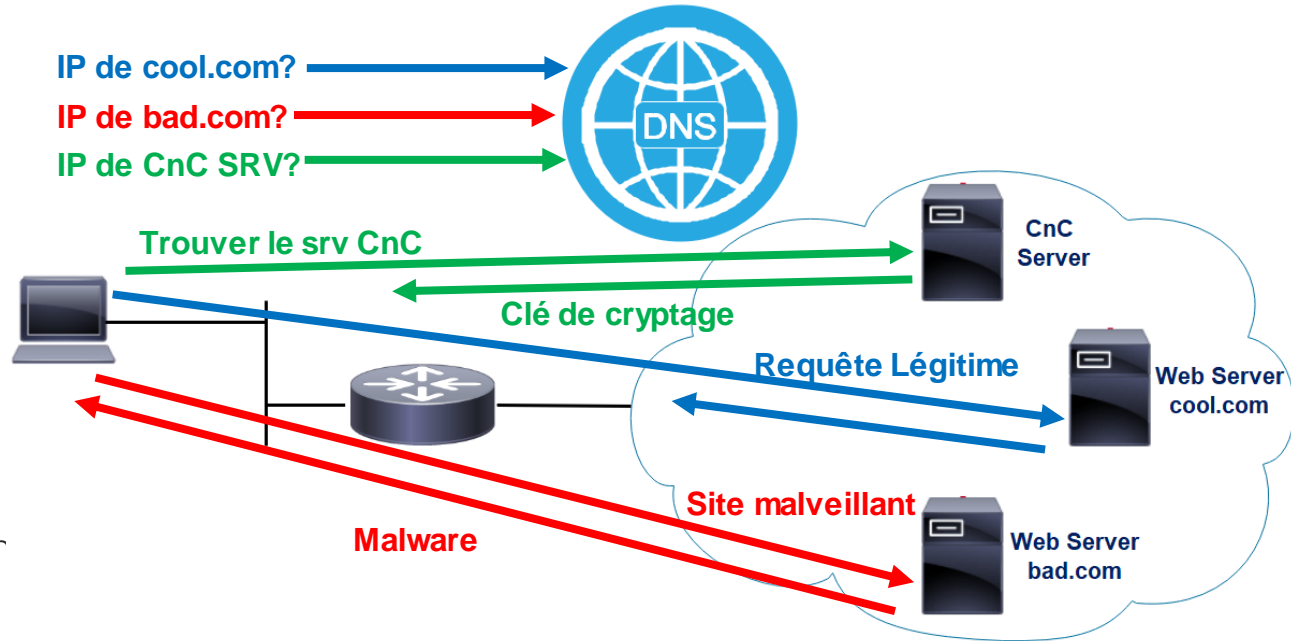 IP de cool.com?
IP de bad.com?
IP de CnC SRV?
DNS
Trouver le srv CnC
CnC
Server
Clé de cryptage
Requête Légitime
Web Server
cool.com
Site malveillant
Malware
Web Server
bad.com